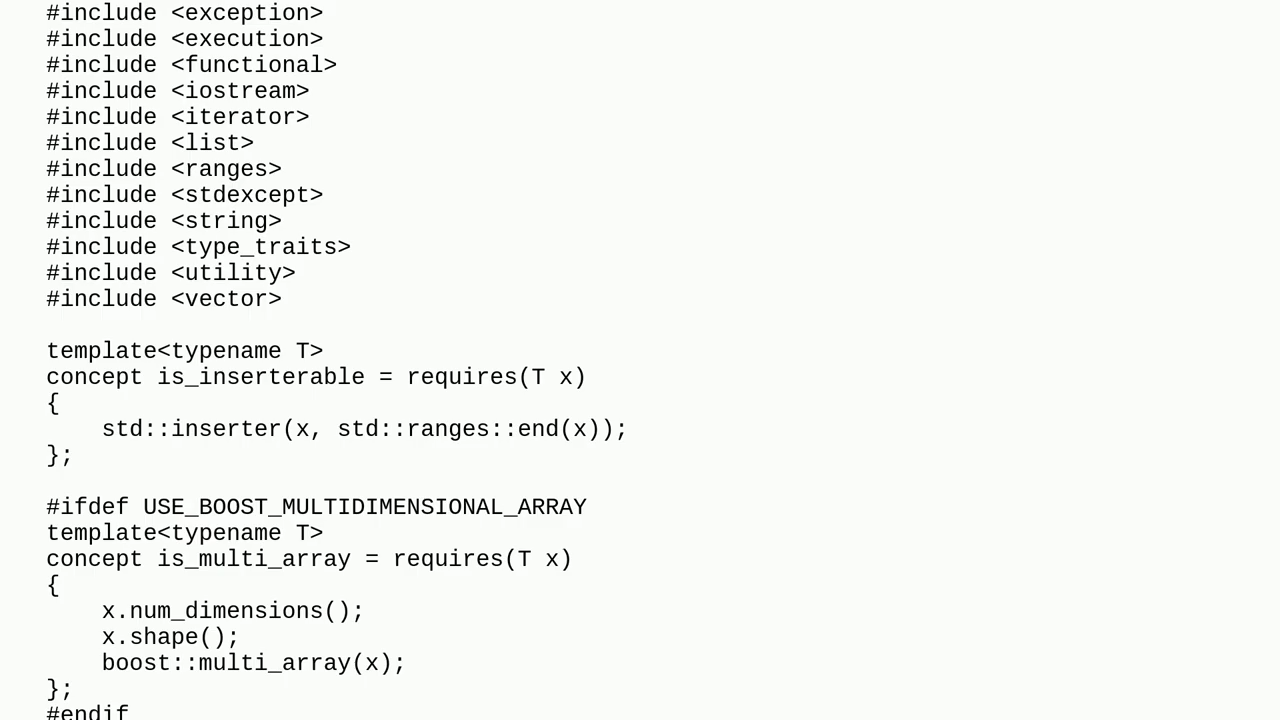 #include <exception>
#include <execution>
#include <functional>
#include <iostream>
#include <iterator>
#include <list>
#include <ranges>
#include <stdexcept>
#include <string>
#include <type_traits>
#include <utility>
#include <vector>

template<typename T>
concept is_inserterable = requires(T x)
{
    std::inserter(x, std::ranges::end(x));
};

#ifdef USE_BOOST_MULTIDIMENSIONAL_ARRAY
template<typename T>
concept is_multi_array = requires(T x)
{
    x.num_dimensions();
    x.shape();
    boost::multi_array(x);
};
#endif